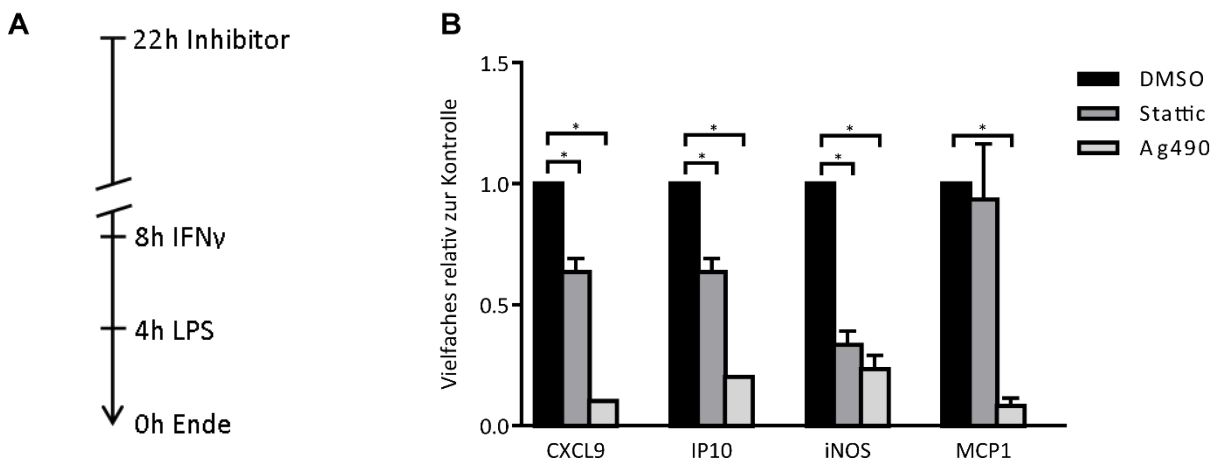 A
22h Inhibitor
8h IFNγ
4h LPS
0h Ende
B
Vielfaches relativ zur Kontrolle
1.5
1.0
0.5
0.0
* *
* *
* *
*
CXCL9 IP10 iNOS MCP1
DMSO
Stattic
Ag490